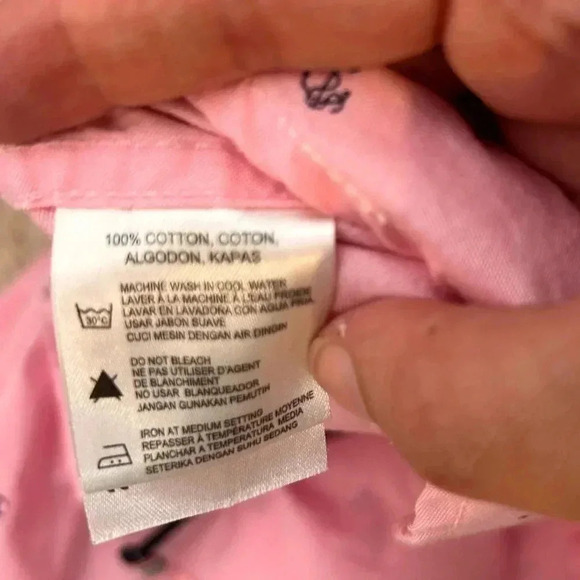 100% COTTON, COTON,
ALGODON, KAPAS
MACHINE WASH IN COOL WATER
LAVER À LA MACHINE À L'EAU FROIDE
LAVAR EN LAVADORA CON AGUA FRIA
USAR JABON SUAVE
CUCI MESIN DENGAN AIR DINGIN
30°C
DO NOT BLEACH
NE PAS UTILISER D'AGENT
DE BLANCHIMENT
NO USAR BLANQUEADOR
JANGAN GUNAKAN PEMUTIH
IRON AT MEDIUM SETTING
REPASSER À TEMPÉRATURE MOYENNE
PLANCHAR A TEMPERATURA MEDIA
SETERIKA DENGAN SUHU SEDANG